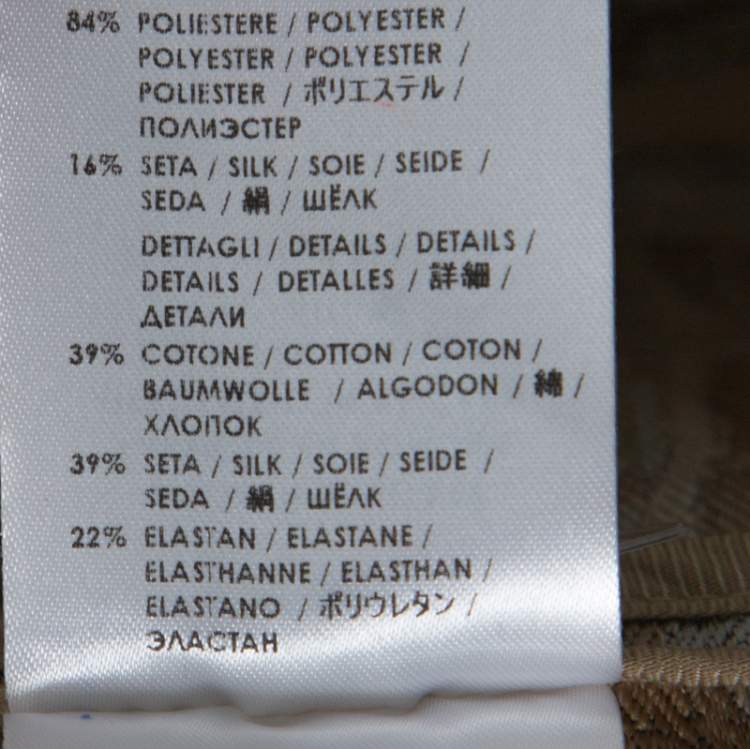 84% POLIESTERE / POLYESTER /
POLYESTER / POLYESTER /
POLIESTER / ポリエステル /
ПОЛИЭСТЕР
16% SETA / SILK / SOIE / SEIDE /
SEDA / 絹 / ШЁЛК
DETTAGLI / DETAILS / DETAILS /
DETAILS / DETALLES / 詳細 /
ДЕТАЛИ
39% COTONE / COTTON / COTON /
BAUMWOLLE / ALGODON / 綿 /
ХЛОПОК
39% SETA / SILK / SOIE / SEIDE /
SEDA / 絹 / ШЁЛК
22% ELASTAN / ELASTANE /
ELASTHANNE / ELASTHAN /
ELASTANO / ポリウレタン /
ЭЛАСТАН